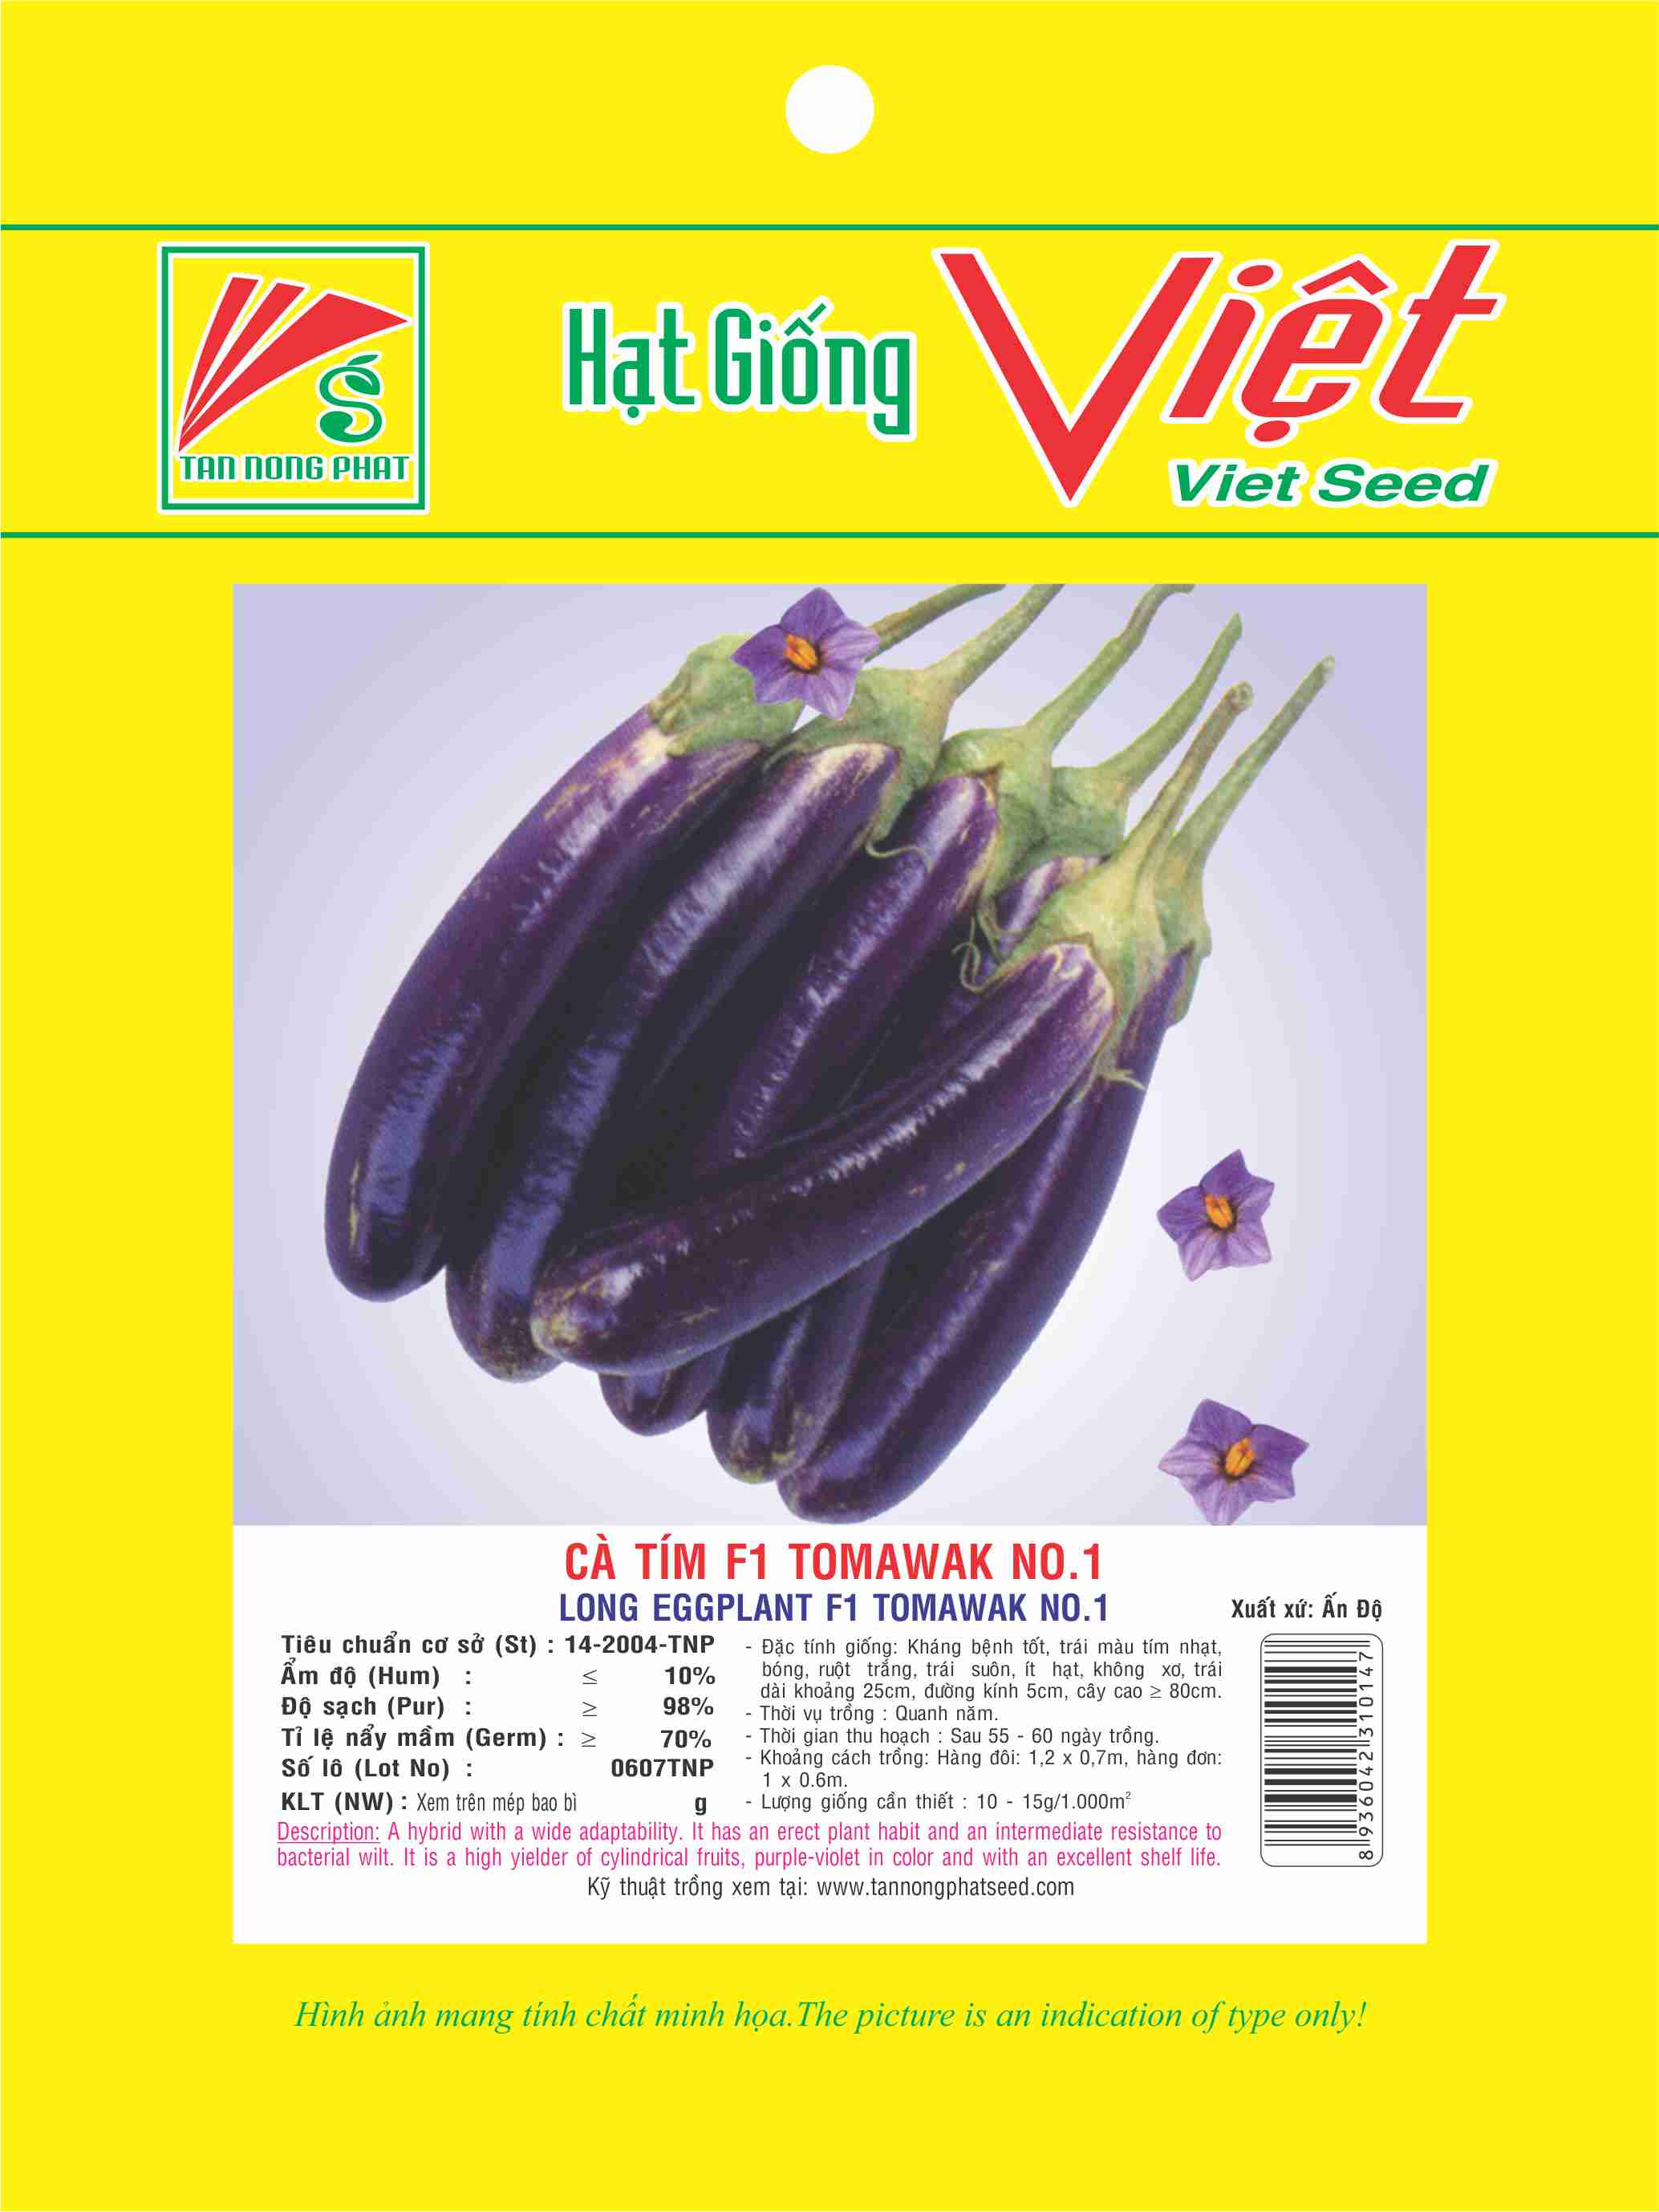 TAN NONG PHAT
Hạt Giống Việt
Viet Seed
CÀ TÍM F1 TOMAWAK NO.1
LONG EGGPLANT F1 TOMAWAK NO.1
Xuất xứ: Ấn Độ
Tiêu chuẩn cơ sở (St) : 14-2004-TNP
Ẩm độ (Hum) : ≤ 10%
Độ sạch (Pur) : ≥ 98%
Tỉ lệ nẩy mầm (Germ) : ≥ 70%
Số lô (Lot No) : 0607TNP
KLT (NW) : Xem trên mép bao bì g
- Đặc tính giống: Kháng bệnh tốt, trái màu tím nhạt,
bóng, ruột trắng, trái suôn, ít hạt, không xơ, trái
dài khoảng 25cm, đường kính 5cm, cây cao ≥ 80cm.
- Thời vụ trồng : Quanh năm.
- Thời gian thu hoạch : Sau 55 - 60 ngày trồng.
- Khoảng cách trồng: Hàng đôi: 1,2 x 0,7m, hàng đơn:
1 x 0.6m.
- Lượng giống cần thiết : 10 - 15g/1.000m²
8 936042 310147
Description: A hybrid with a wide adaptability. It has an erect plant habit and an intermediate resistance to
bacterial wilt. It is a high yielder of cylindrical fruits, purple-violet in color and with an excellent shelf life.
Kỹ thuật trồng xem tại: www.tannongphatseed.com
Hình ảnh mang tính chất minh họa.The picture is an indication of type only!